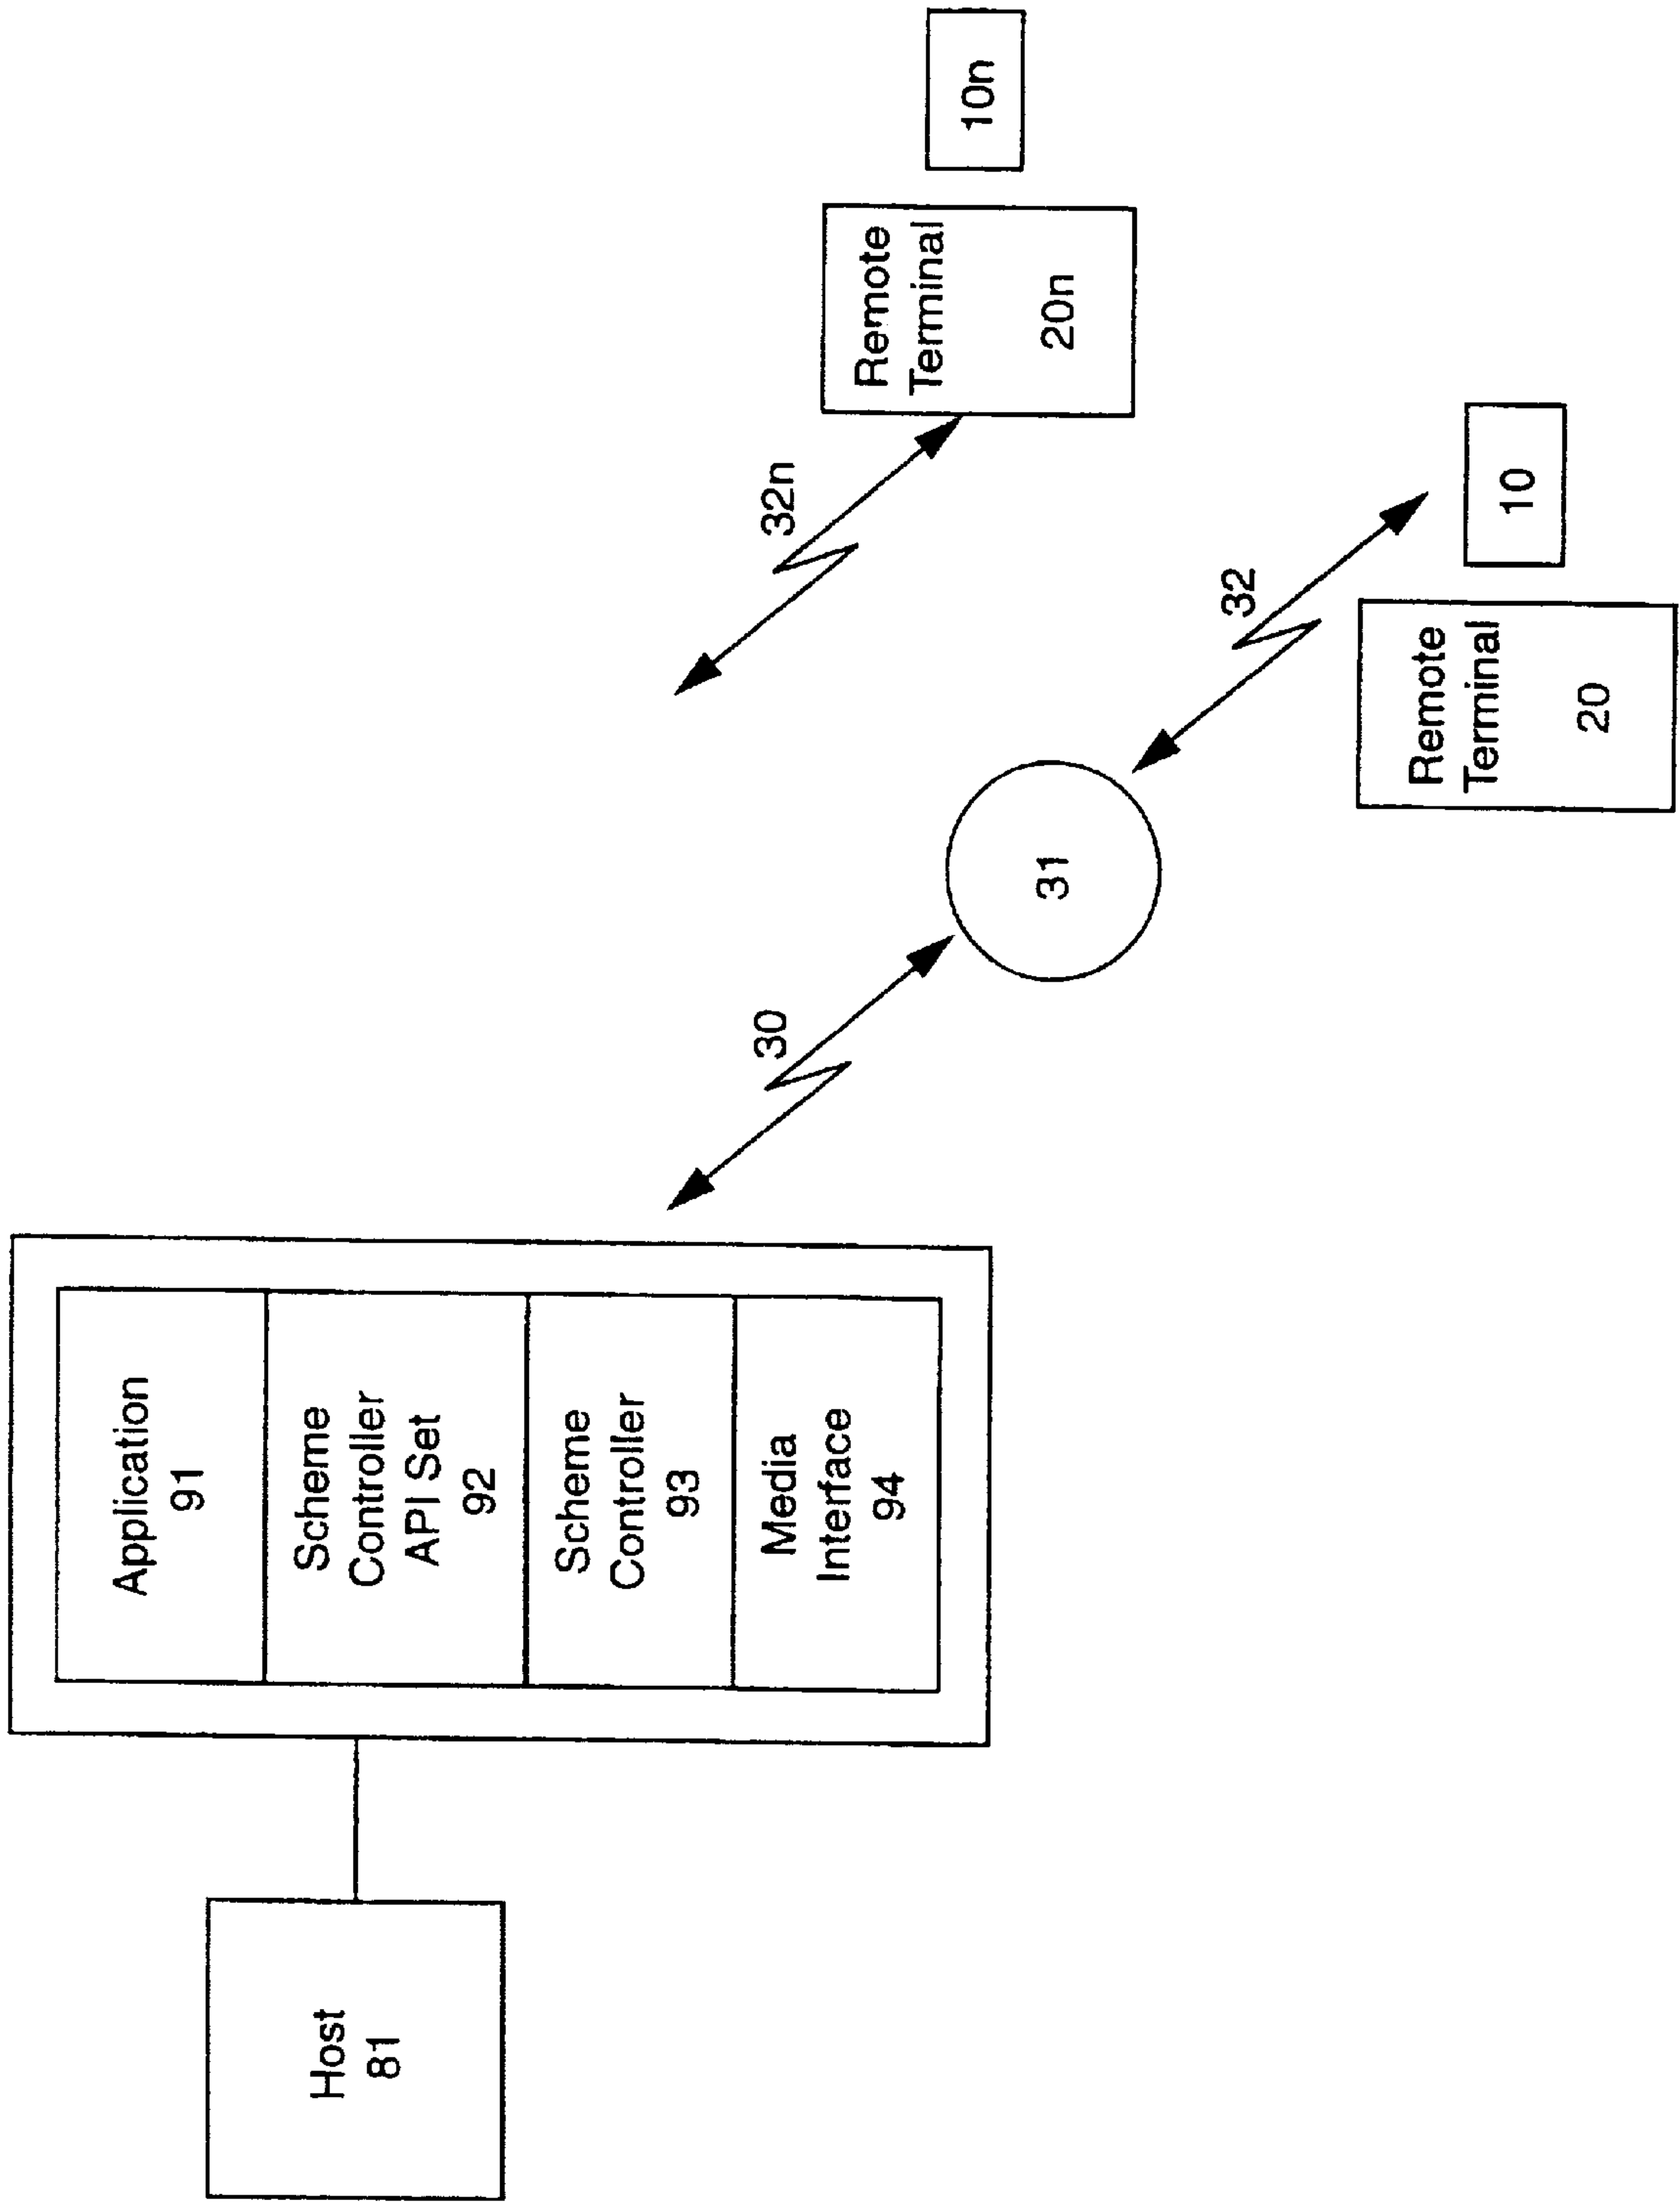 Host
81
Application
91
Scheme
Controller
API Set
92
Scheme
Controller
93
Media
Interface
94
30
31
32n
32
Remote
Terminal
20n
10n
Remote
Terminal
20
10